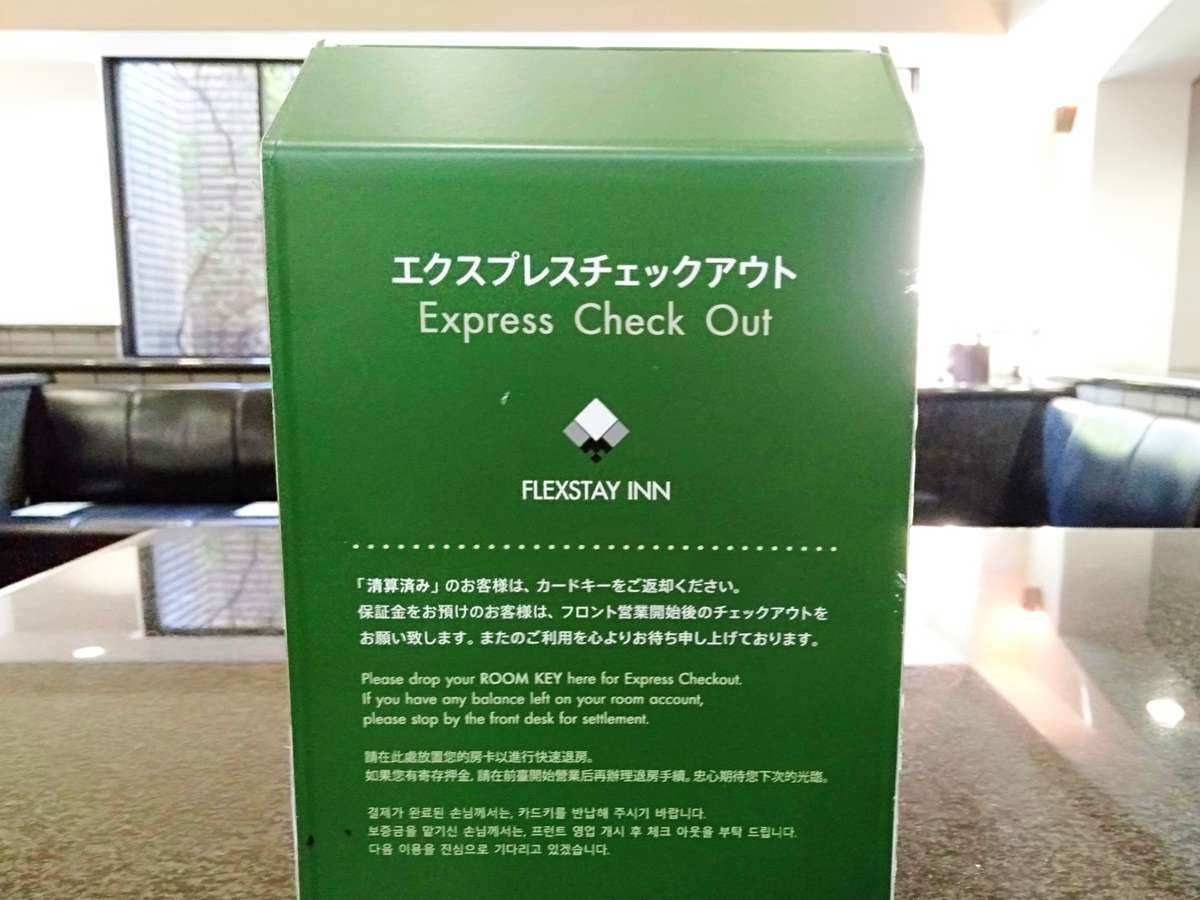 エクスプレスチェックアウト
Express Check Out
FLEXSTAY INN
「清算済み」のお客様は、カードキーをご返却ください。
保証金をお預けのお客様は、フロント営業開始後のチェックアウトを
お願い致します。またのご利用を心よりお待ち申し上げております。
Please drop your ROOM KEY here for Express Checkout.
If you have any balance left on your room account,
please stop by the front desk for settlement.
請在此處放置您的房卡以進行快速退房。
如果您有寄存押金，請在前臺開始營業后再辦理退房手續。忠心期待您下次的光臨。
결제가 완료된 손님께서는, 카드키를 반납해 주시기 바랍니다.
보증금을 맡기신 손님께서는, 프런트 영업 개시 후 체크 아웃을 부탁 드립니다.
다음 이용을 진심으로 기다리고 있겠습니다.